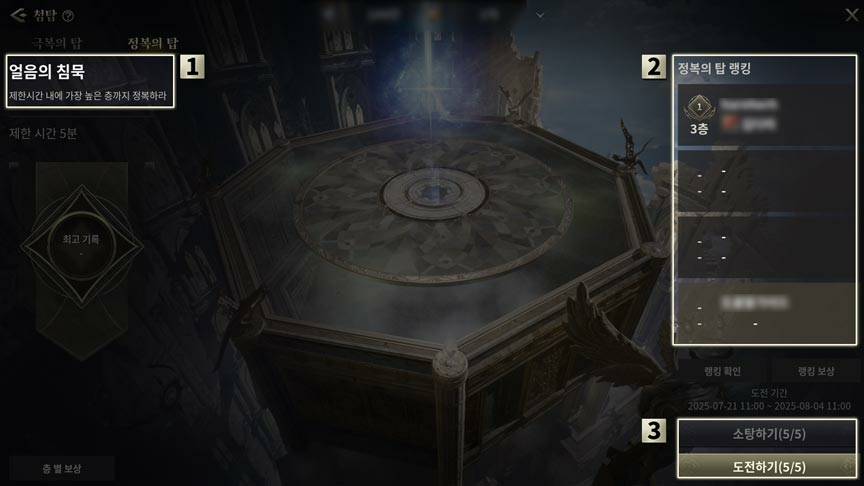 첨탑 ?
극복의 탑 정복의 탑
1
얼음의 침묵
제한시간 내에 가장 높은 층까지 정복하라
제한 시간 5분
최고 기록
-
층 별 보상
2
정복의 탑 랭킹
1
3층
- -
- -
- -
- -
-
- -
랭킹 확인 랭킹 보상
도전 기간
2025-07-21 11:00 ~ 2025-08-04 11:00
3
소탕하기(5/5)
도전하기(5/5)